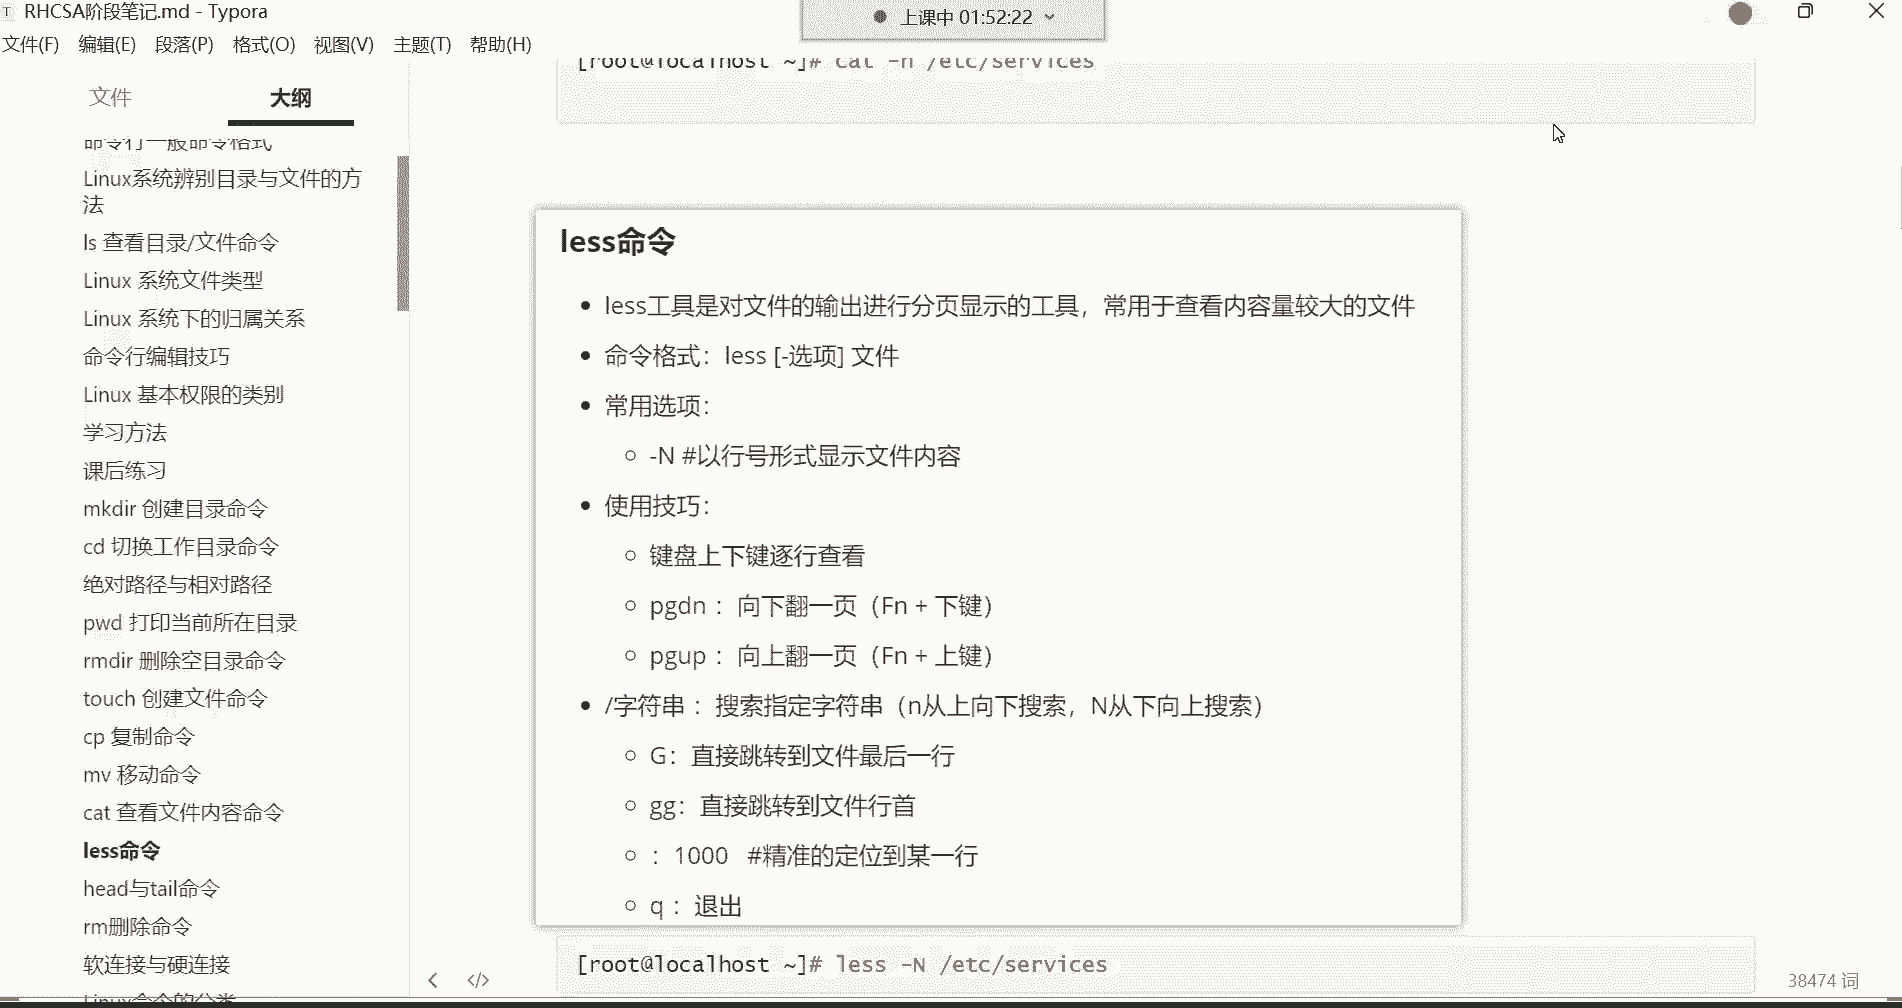 RHCSA阶段笔记.md - Typora
上课中 01:52:22
文件(F) 编辑(E) 段落(P) 格式(O) 视图(V) 主题(T) 帮助(H)
文件 大纲
命令行一般命令格式
Linux系统辨别目录与文件的方
法
ls 查看目录/文件命令
Linux 系统文件类型
Linux 系统下的归属关系
命令行编辑技巧
Linux 基本权限的类别
学习方法
课后练习
mkdir 创建目录命令
cd 切换工作目录命令
绝对路径与相对路径
pwd 打印当前所在目录
rmdir 删除空目录命令
touch 创建文件命令
cp 复制命令
mv 移动命令
cat 查看文件内容命令
less命令
head与tail命令
rm删除命令
软连接与硬连接
Linux命令的分类
[root@localhost ~]# cat -n /etc/services
less命令
less工具是对文件的输出进行分页显示的工具，常用于查看内容量较大的文件
命令格式：less [-选项] 文件
常用选项：
-N #以行号形式显示文件内容
使用技巧：
键盘上下键逐行查看
pgdn ：向下翻一页（Fn + 下键）
pgup ：向上翻一页（Fn + 上键）
/字符串 ：搜索指定字符串（n从上向下搜索，N从下向上搜索）
G：直接跳转到文件最后一行
gg：直接跳转到文件行首
：1000 #精准的定位到某一行
q ：退出
[root@localhost ~]# less -N /etc/services
38474 词